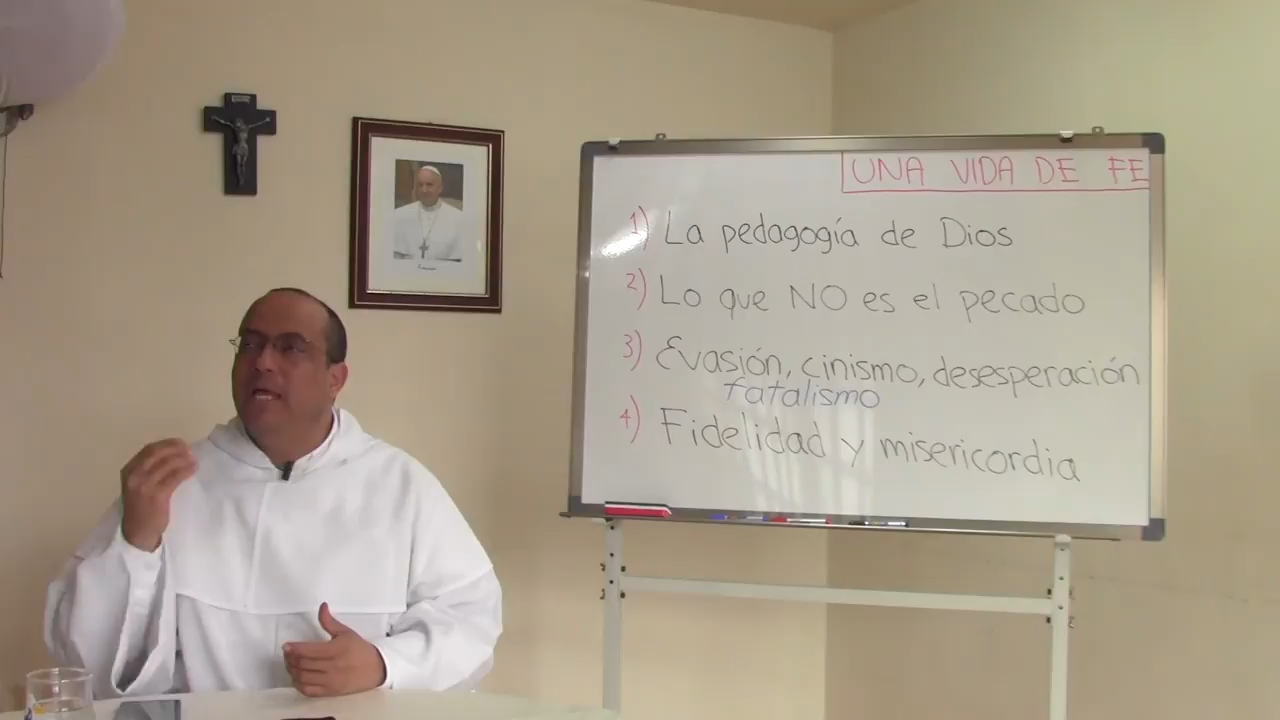 UNA VIDA DE FE
1) La pedagogía de Dios
2) Lo que NO es el pecado
3) Evasión, cinismo, desesperación
fatalismo
4) Fidelidad y misericordia